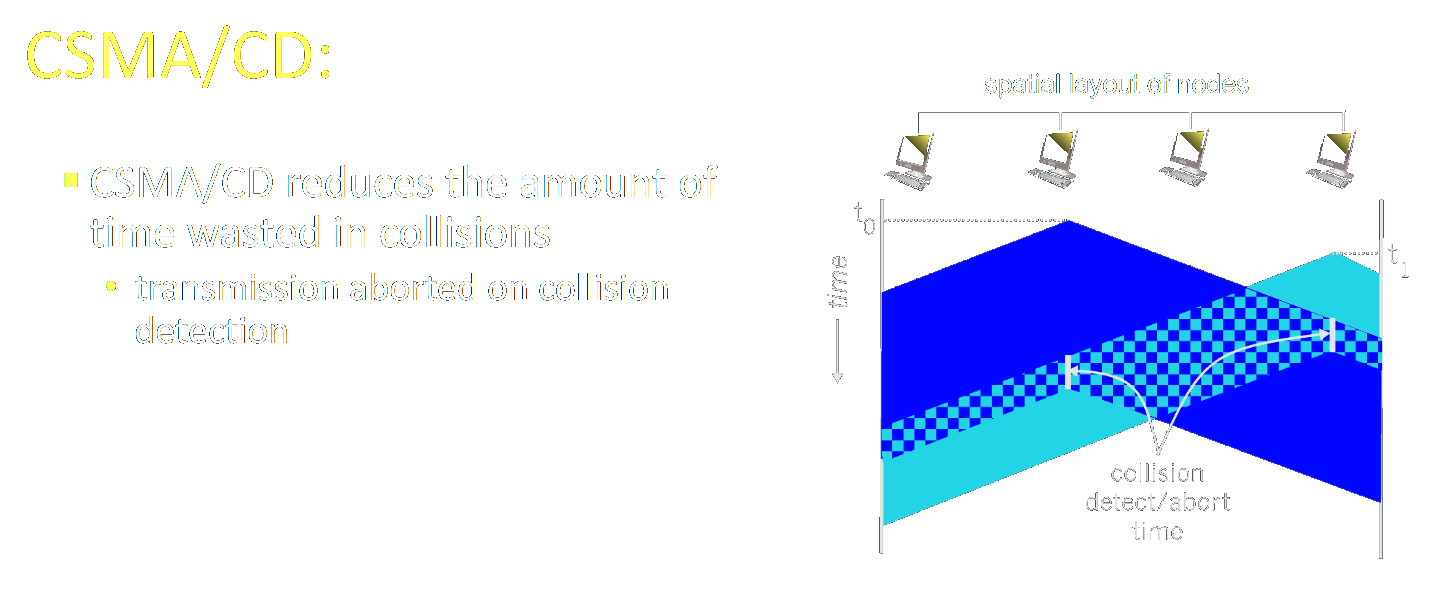 CSMA/CD:
CSMA/CD reduces the amount of
time wasted in collisions
transmission aborted on collision
detection
spatial layout of nodes
t0
t1
time
collision
detect/abort
time